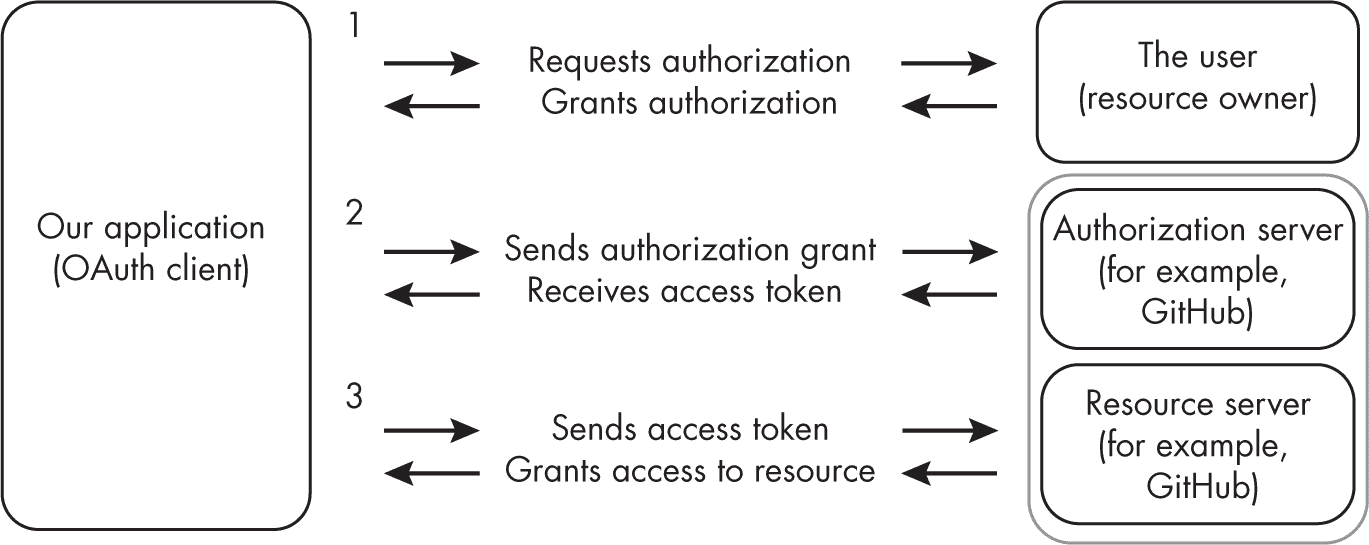 Our application
(OAuth client)
1
Requests authorization
Grants authorization
The user
(resource owner)
2
Sends authorization grant
Receives access token
Authorization server
(for example,
GitHub)
3
Sends access token
Grants access to resource
Resource server
(for example,
GitHub)